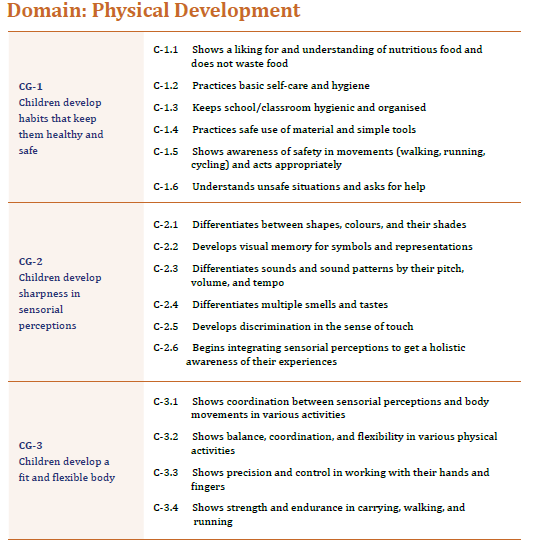 Domain: Physical Development
CG-1
Children develop
habits that keep
them healthy and
safe
C-1.1 Shows a liking for and understanding of nutritious food and
does not waste food
C-1.2 Practices basic self-care and hygiene
C-1.3 Keeps school/classroom hygienic and organised
C-1.4 Practices safe use of material and simple tools
C-1.5 Shows awareness of safety in movements (walking, running,
cycling) and acts appropriately
C-1.6 Understands unsafe situations and asks for help
CG-2
Children develop
sharpness in
sensorial
perceptions
C-2.1 Differentiates between shapes, colours, and their shades
C-2.2 Develops visual memory for symbols and representations
C-2.3 Differentiates sounds and sound patterns by their pitch,
volume, and tempo
C-2.4 Differentiates multiple smells and tastes
C-2.5 Develops discrimination in the sense of touch
C-2.6 Begins integrating sensorial perceptions to get a holistic
awareness of their experiences
CG-3
Children develop a
fit and flexible body
C-3.1 Shows coordination between sensorial perceptions and body
movements in various activities
C-3.2 Shows balance, coordination, and flexibility in various physical
activities
C-3.3 Shows precision and control in working with their hands and
fingers
C-3.4 Shows strength and endurance in carrying, walking, and
running